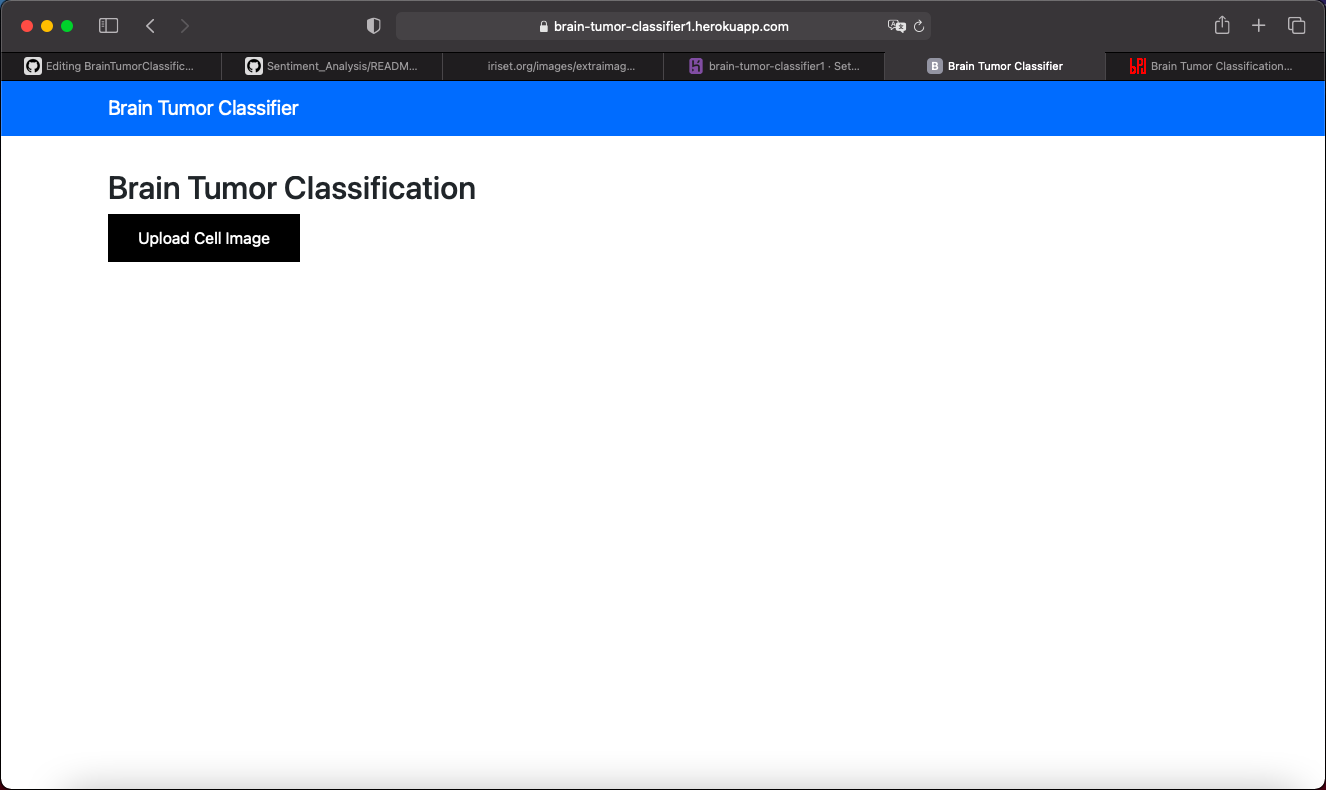 brain-tumor-classifier1.herokuapp.com
Editing BrainTumorClassific...
Sentiment_Analysis/READM...
iriset.org/images/extraimag...
brain-tumor-classifier1 · Set...
B
Brain Tumor Classifier
Brain Tumor Classification...
Brain Tumor Classifier
Brain Tumor Classification
Upload Cell Image